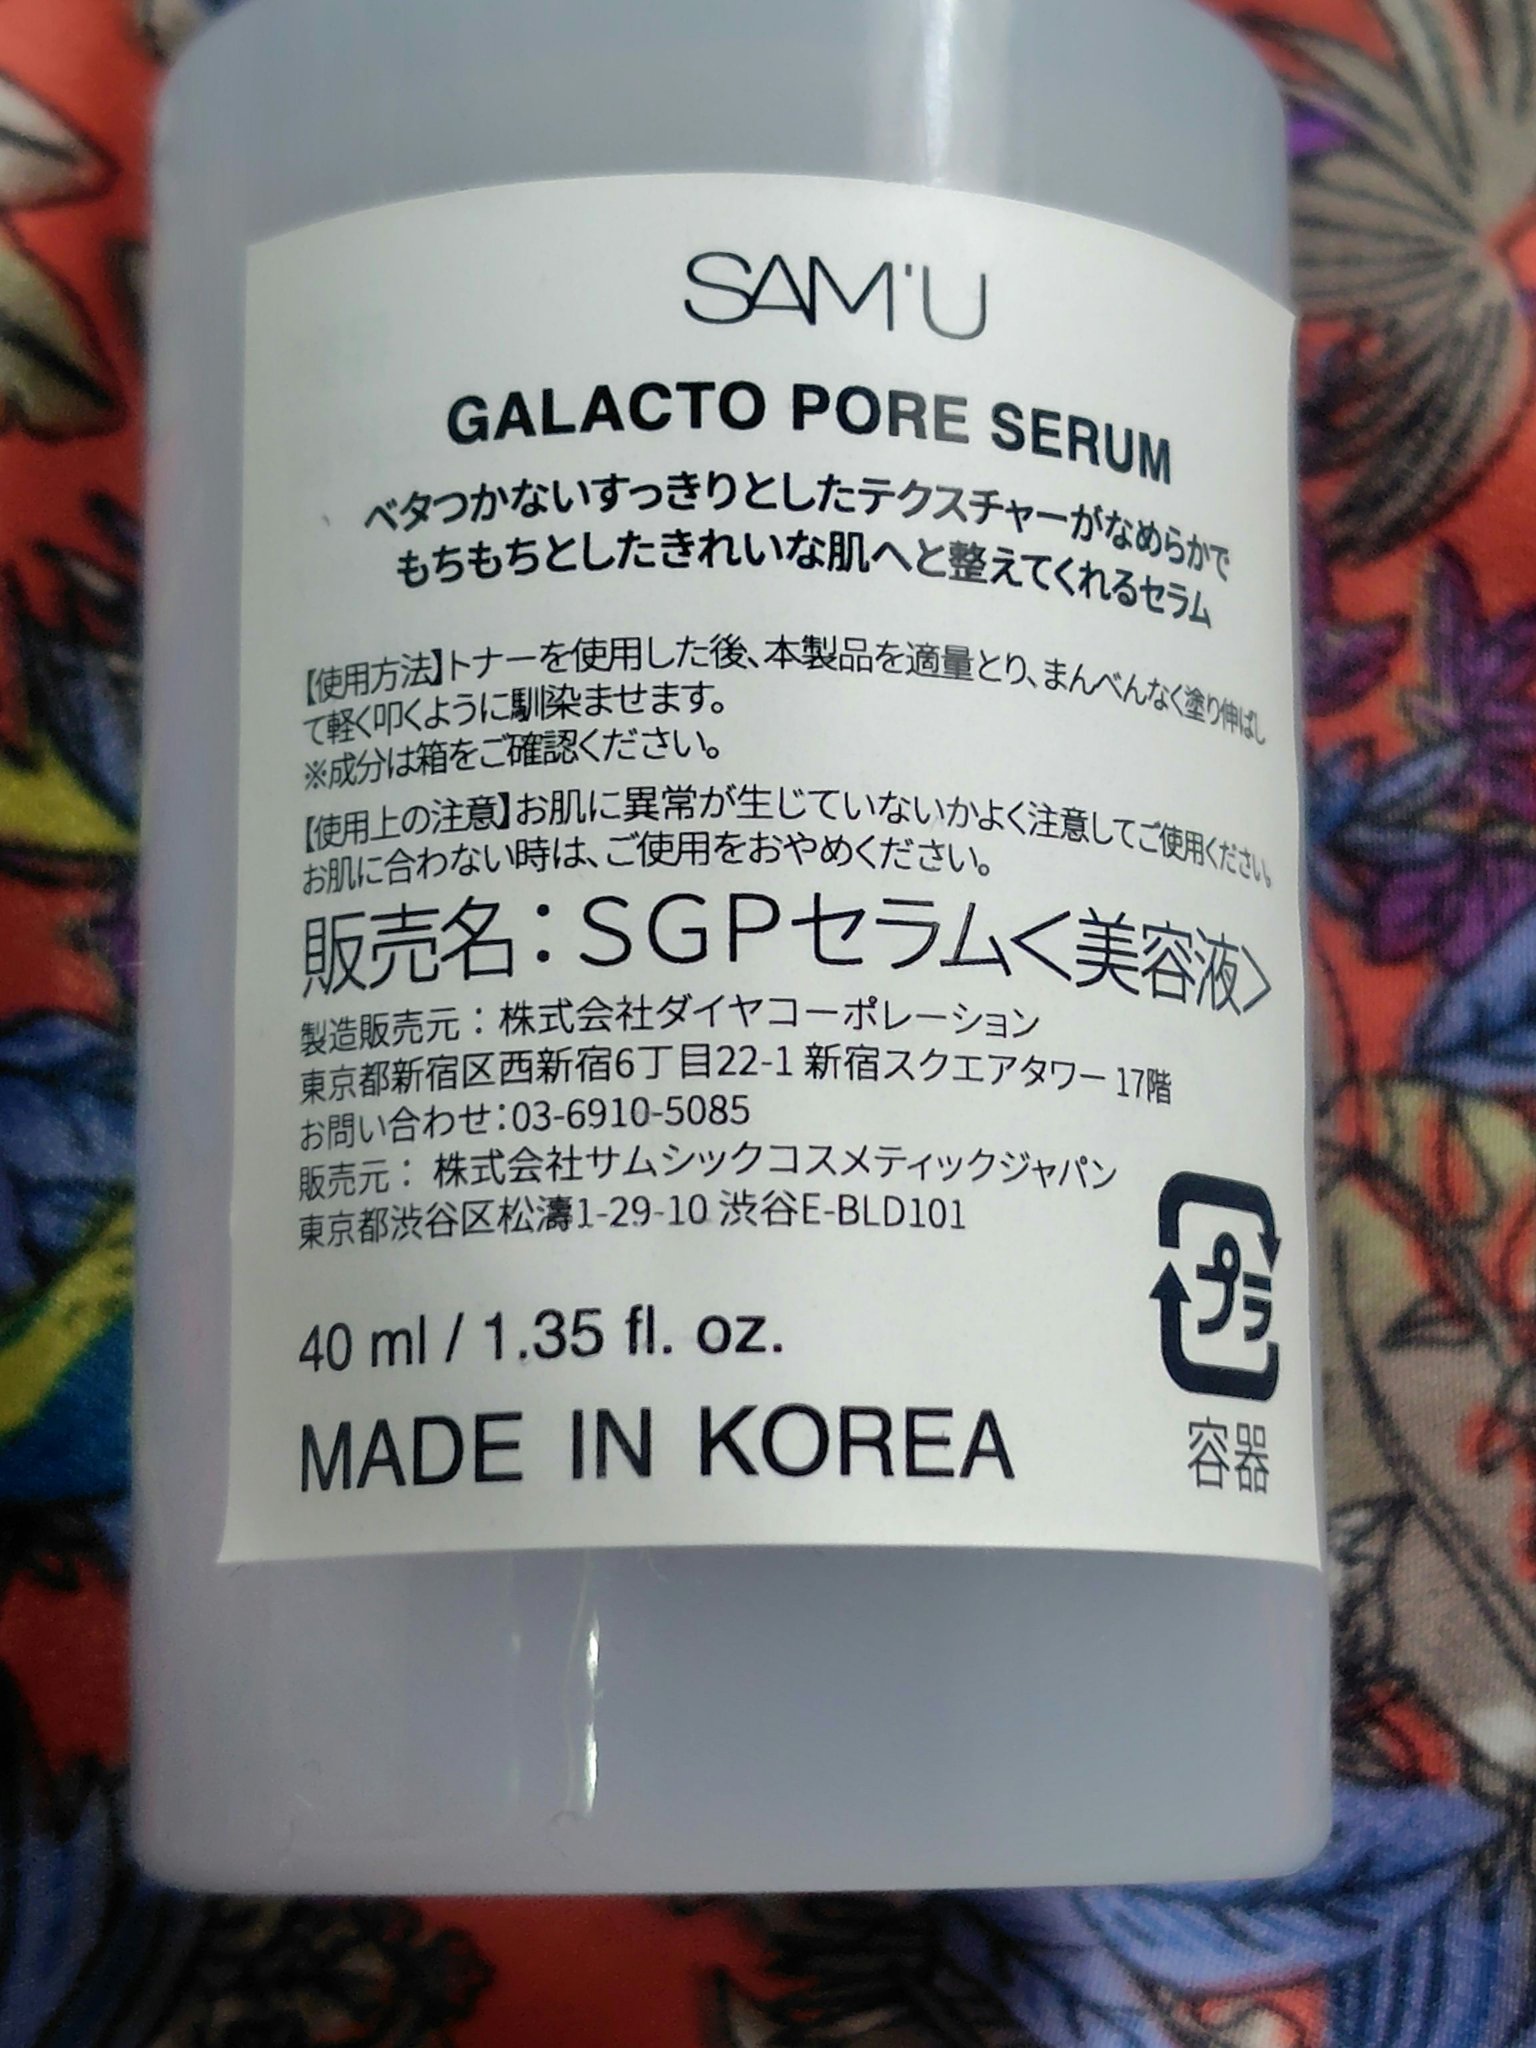 SAM'U
GALACTO PORE SERUM
ベタつかないすっきりとしたテクスチャーがなめらかで
もちもちとしたきれいな肌へと整えてくれるセラム
【使用方法】トナーを使用した後、本製品を適量とり、まんべんなく塗り伸ばし
て軽く叩くように馴染ませます。
※成分は箱をご確認ください。
【使用上の注意】お肌に異常が生じていないかよく注意してご使用ください。
お肌に合わない時は、ご使用をおやめください。
販売名：SGPセラム<美容液>
製造販売元：株式会社ダイヤコーポレーション
東京都新宿区西新宿6丁目22-1 新宿スクエアタワー 17階
お問い合わせ：03-6910-5085
販売元： 株式会社サムシックコスメティックジャパン
東京都渋谷区松濤1-29-10 渋谷E-BLD101
プラ
容器
40 ml / 1.35 fl. oz.
MADE IN KOREA